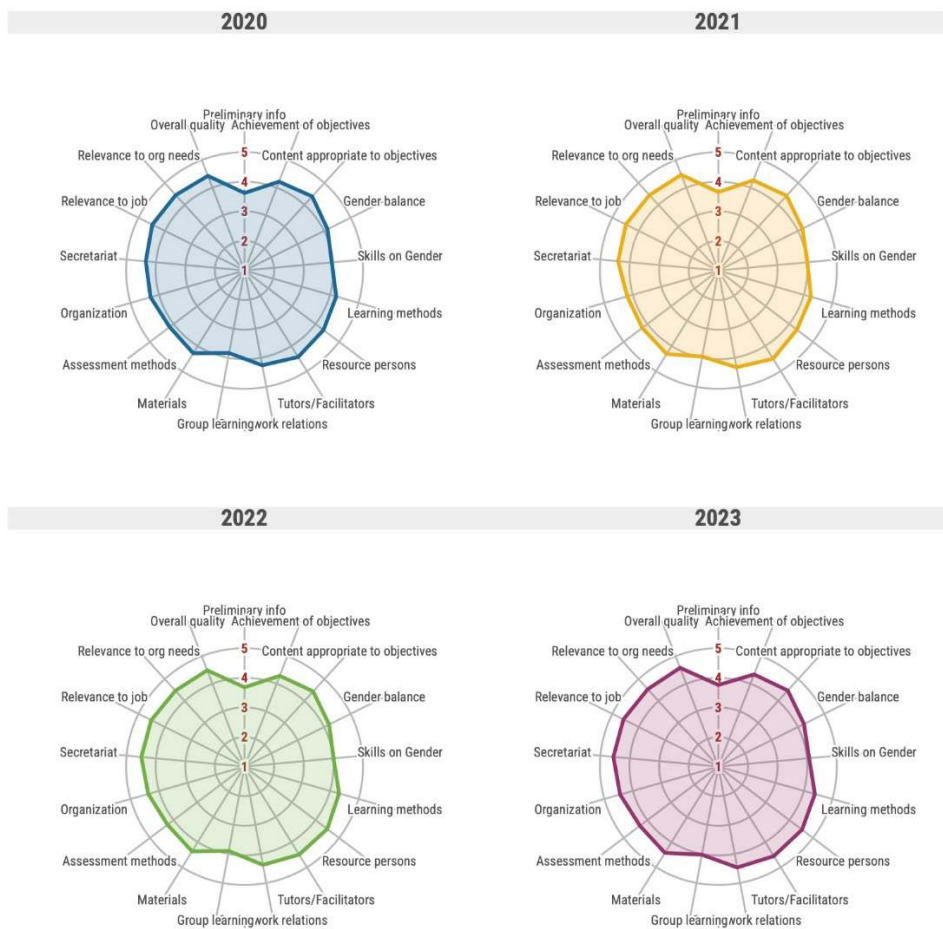 2020
Preliminary info
Overall quality
Achievement of objectives
Relevance to org needs
Content appropriate to objectives
Relevance to job
Gender balance
Secretariat
Skills on Gender
Organization
Learning methods
Assessment methods
Resource persons
Materials
Tutors/Facilitators
Group learning
work relations
5
4
3
2
1
2021
Preliminary info
Overall quality
Achievement of objectives
Relevance to org needs
Content appropriate to objectives
Relevance to job
Gender balance
Secretariat
Skills on Gender
Organization
Learning methods
Assessment methods
Resource persons
Materials
Tutors/Facilitators
Group learning
work relations
5
4
3
2
1
2022
Preliminary info
Overall quality
Achievement of objectives
Relevance to org needs
Content appropriate to objectives
Relevance to job
Gender balance
Secretariat
Skills on Gender
Organization
Learning methods
Assessment methods
Resource persons
Materials
Tutors/Facilitators
Group learning
work relations
5
4
3
2
1
2023
Preliminary info
Overall quality
Achievement of objectives
Relevance to org needs
Content appropriate to objectives
Relevance to job
Gender balance
Secretariat
Skills on Gender
Organization
Learning methods
Assessment methods
Resource persons
Materials
Tutors/Facilitators
Group learning
work relations
5
4
3
2
1